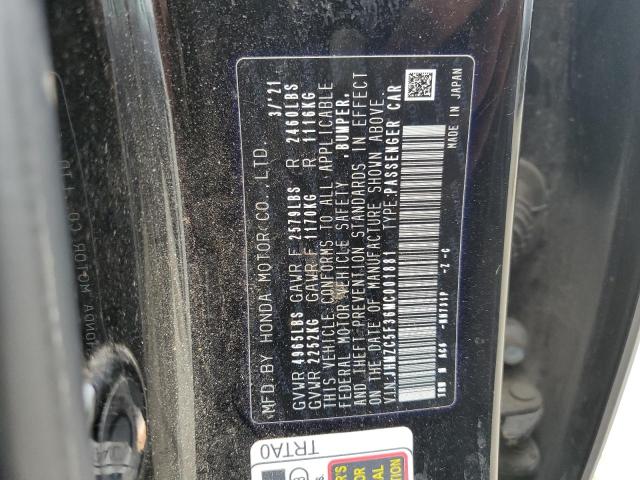 MFD.BY HONDA MOTOR CO.,LTD. 3/'21
GVWR 4965LBS GAWR F 2579LBS R 2460LBS
GVWR 2252KG GAWR F 1170KG R 1116KG
THIS VEHICLE CONFORMS TO ALL APPLICABLE
FEDERAL MOTOR VEHICLE SAFETY ,BUMPER,
AND THEFT PREVENTION STANDARDS IN EFFECT
ON THE DATE OF MANUFACTURE SHOWN ABOVE.
V.I.N.:JHMZC5F36MC001881 TYPE:PASSENGER CAR
MADE IN JAPAN
TRTA0